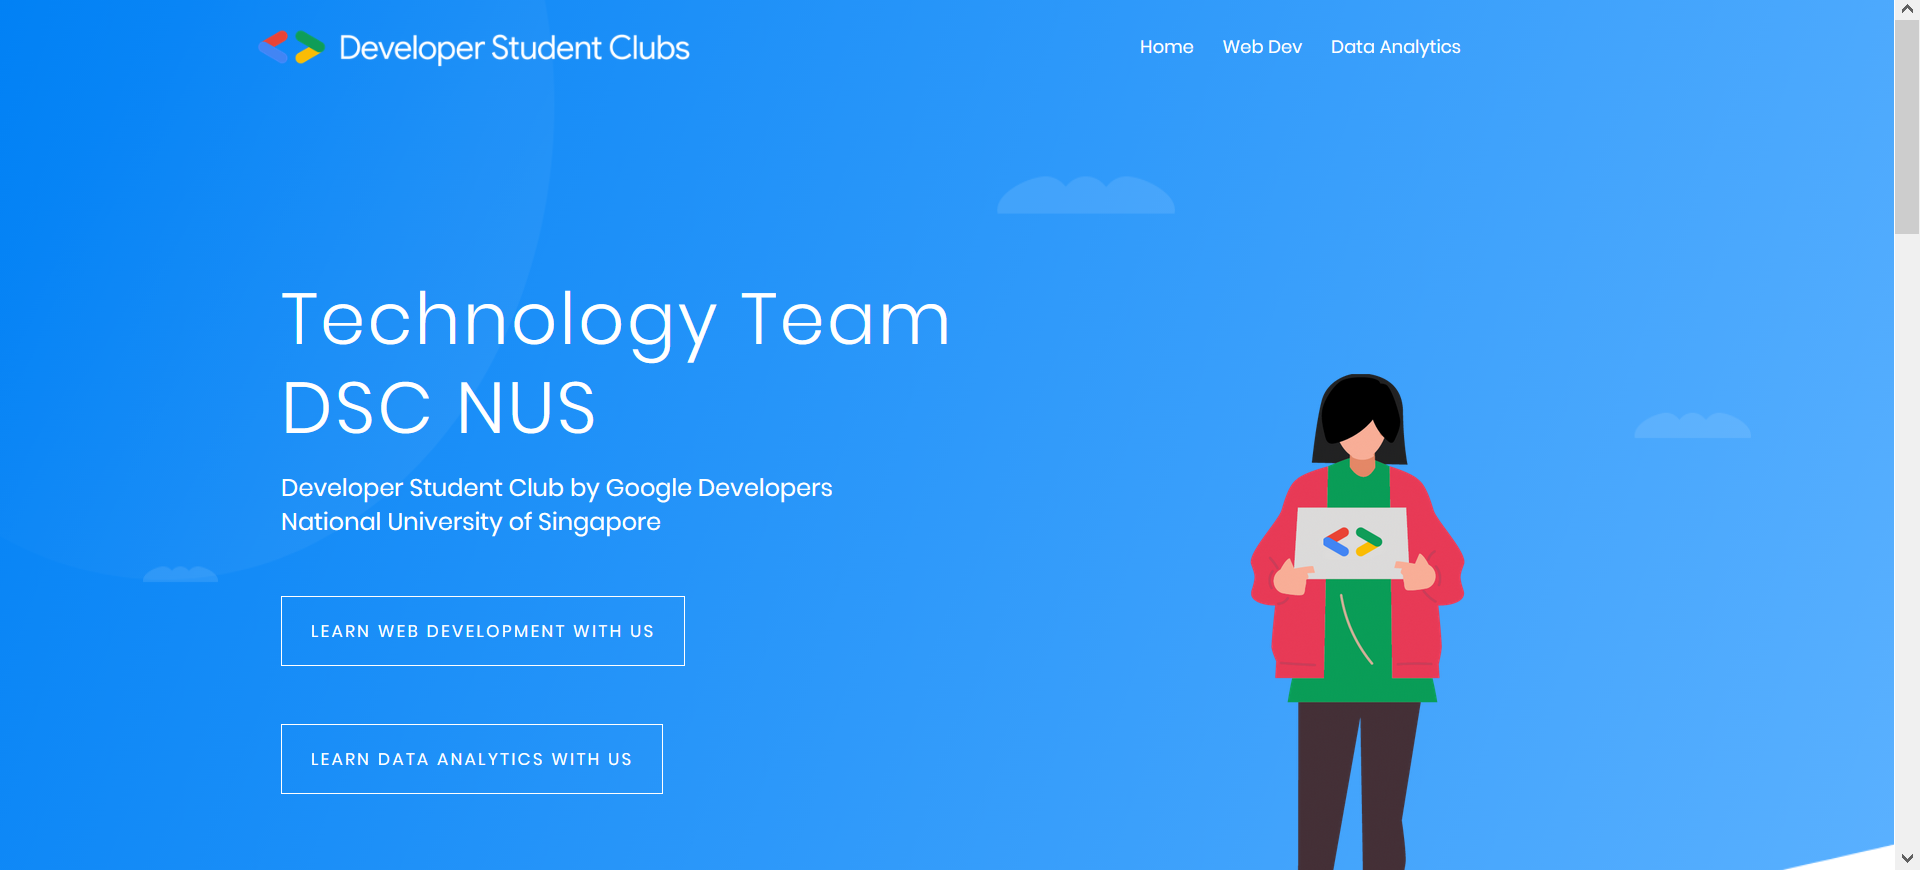 Developer Student Clubs
Home Web Dev Data Analytics
Technology Team
DSC NUS
Developer Student Club by Google Developers
National University of Singapore
LEARN WEB DEVELOPMENT WITH US
LEARN DATA ANALYTICS WITH US